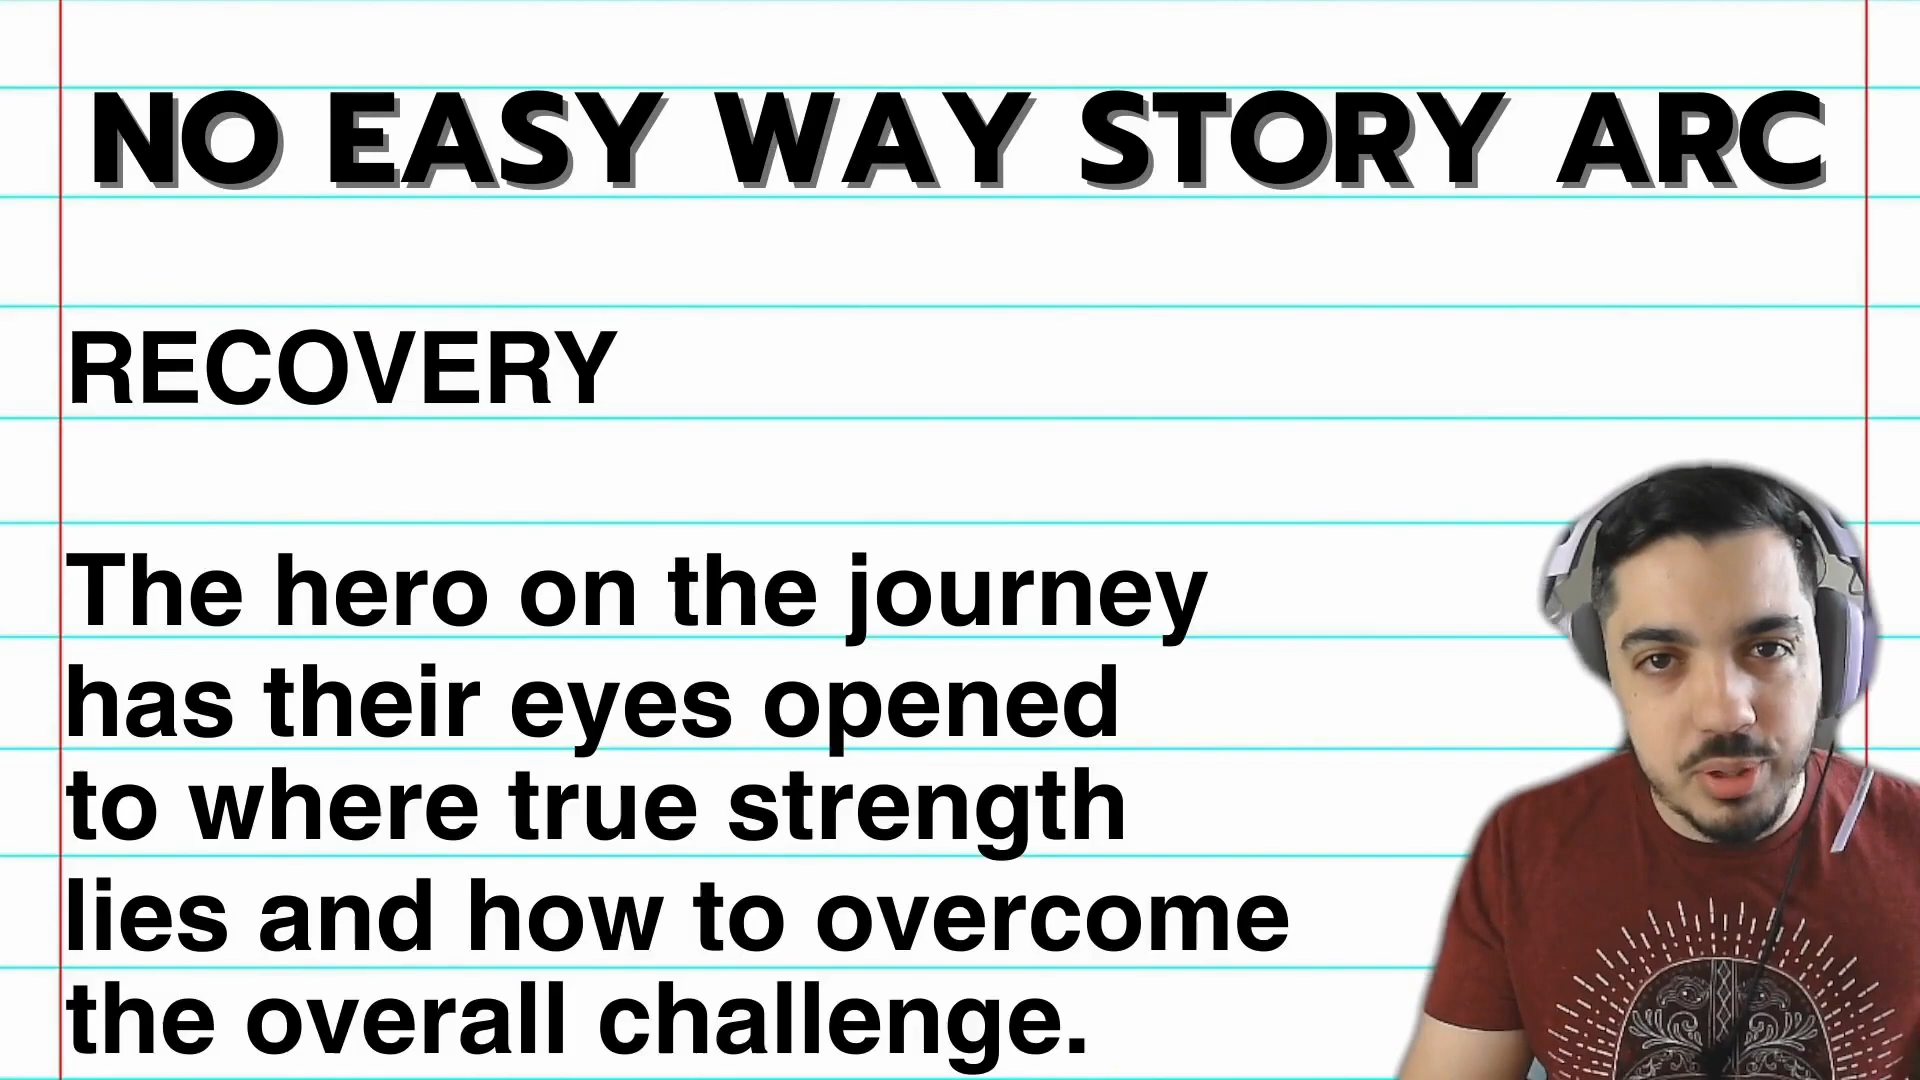 NO EASY WAY STORY ARC
RECOVERY
The hero on the journey
has their eyes opened
to where true strength
lies and how to overcome
the overall challenge.